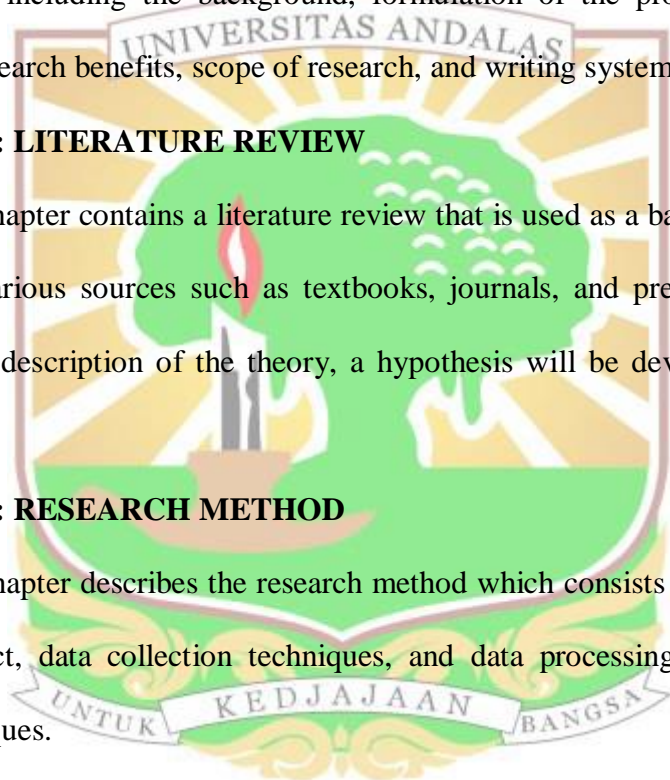 including the background, formulation of the pro
UNIVERSITAS ANDALAS
earch benefits, scope of research, and writing system
: LITERATURE REVIEW
hapter contains a literature review that is used as a ba
arious sources such as textbooks, journals, and pre
description of the theory, a hypothesis will be dev
: RESEARCH METHOD
hapter describes the research method which consists
ct, data collection techniques, and data processing
ques.
UNTUK KEDJAJAAN BANGSA